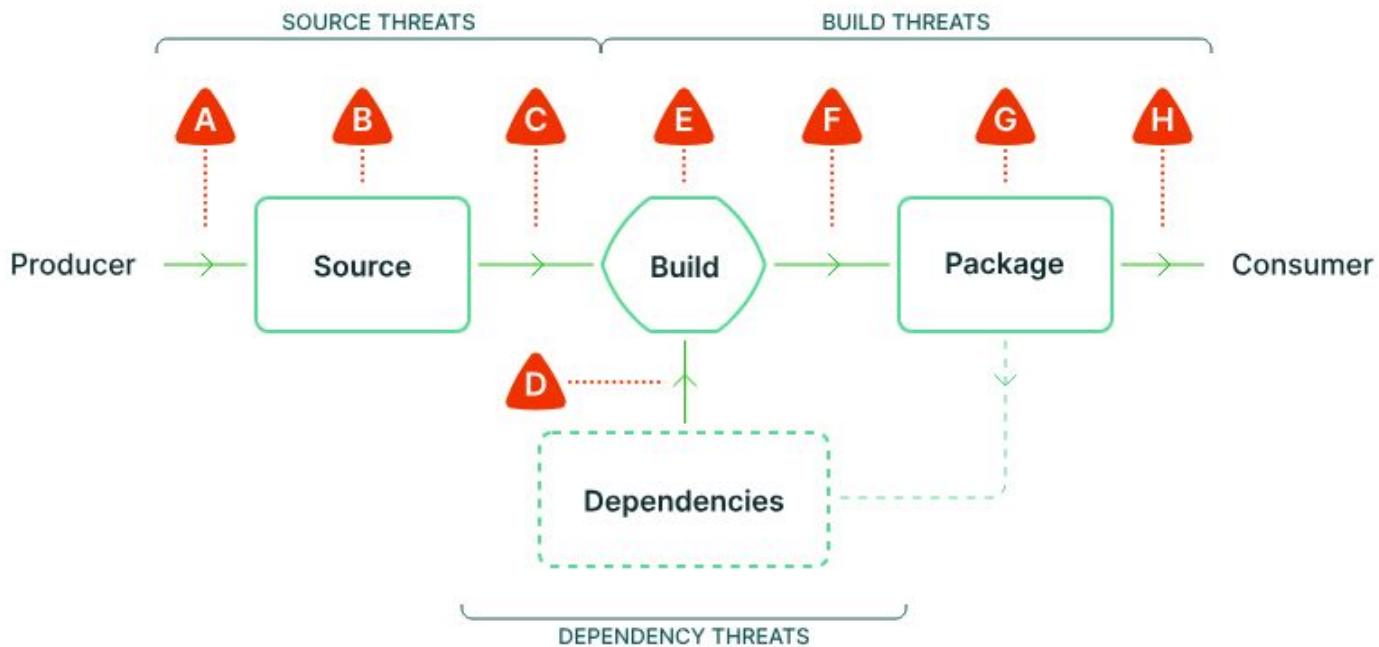 SOURCE THREATS
BUILD THREATS
A
B
C
E
F
G
H
Producer
Source
Build
Package
Consumer
D
Dependencies
DEPENDENCY THREATS